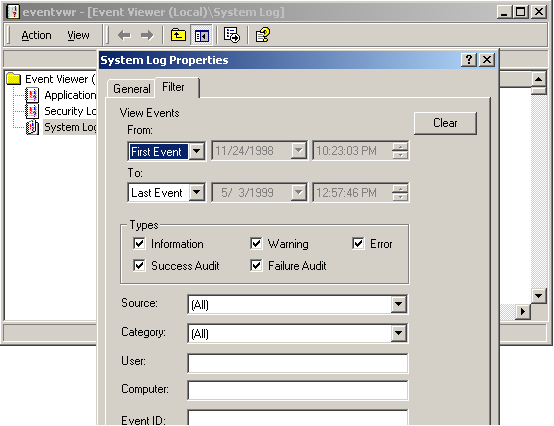 eventvwr - [Event Viewer (Local)\System Log]
Action View
System Log Properties
Event Viewer (
Application
Security Lo
System Log
General Filter
View Events
Clear
From:
First Event 11/24/1998 10:23:03 PM
To:
Last Event 5/ 3/1999 12:57:46 PM
Types
Information Warning Error
Success Audit Failure Audit
Source: (All)
Category: (All)
User:
Computer:
Event ID: